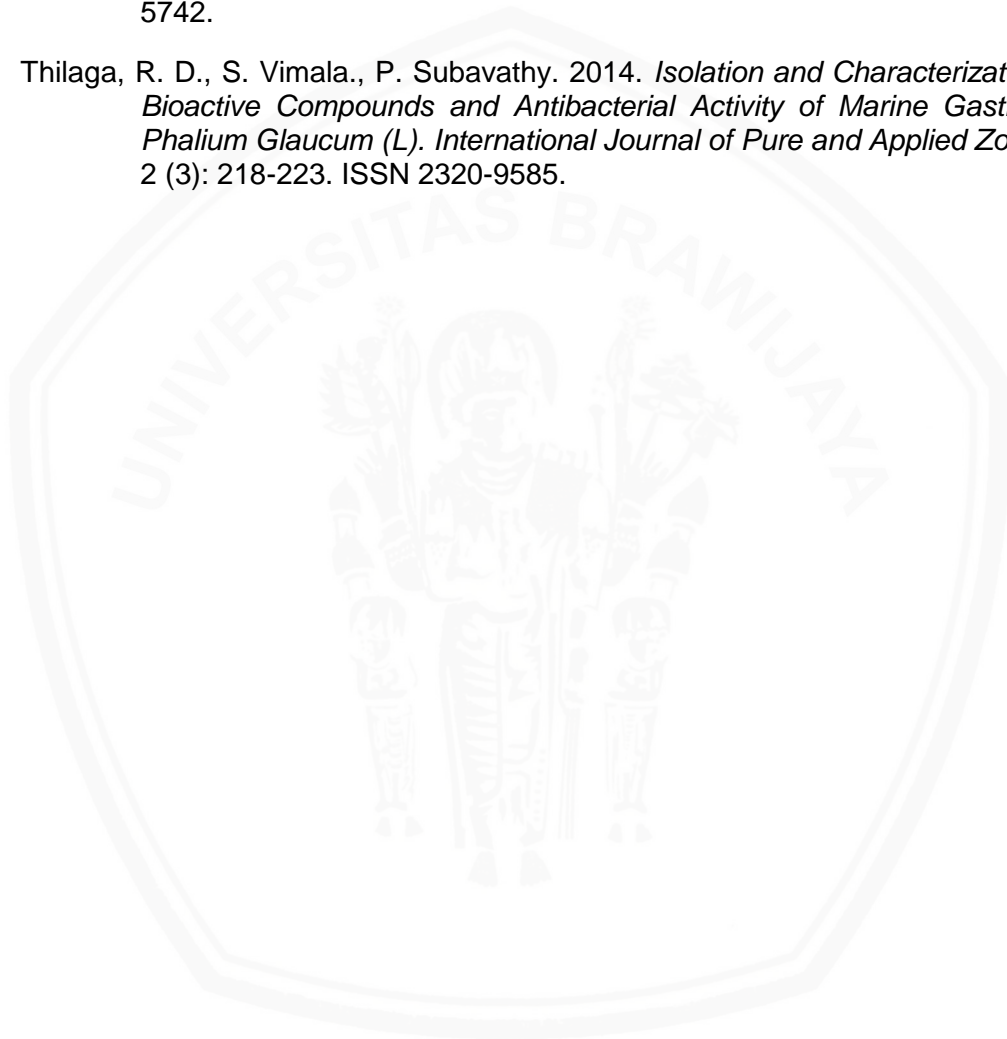 5742.
Thilaga, R. D., S. Vimala., P. Subavathy. 2014. Isolation and Characterizat
Bioactive Compounds and Antibacterial Activity of Marine Gast
Phalium Glaucum (L). International Journal of Pure and Applied Zo
2 (3): 218-223. ISSN 2320-9585.
UNIVERSITAS BRAWIJAYA